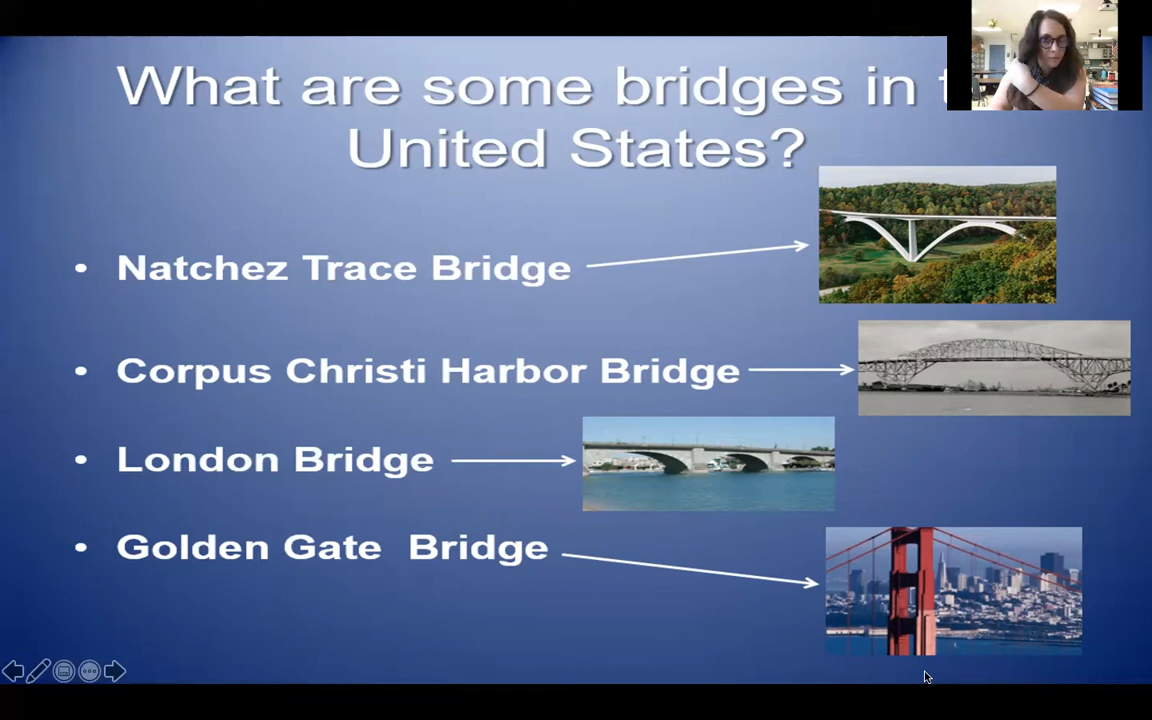 What are some bridges in
United States?
• Natchez Trace Bridge
• Corpus Christi Harbor Bridge
• London Bridge
• Golden Gate Bridge